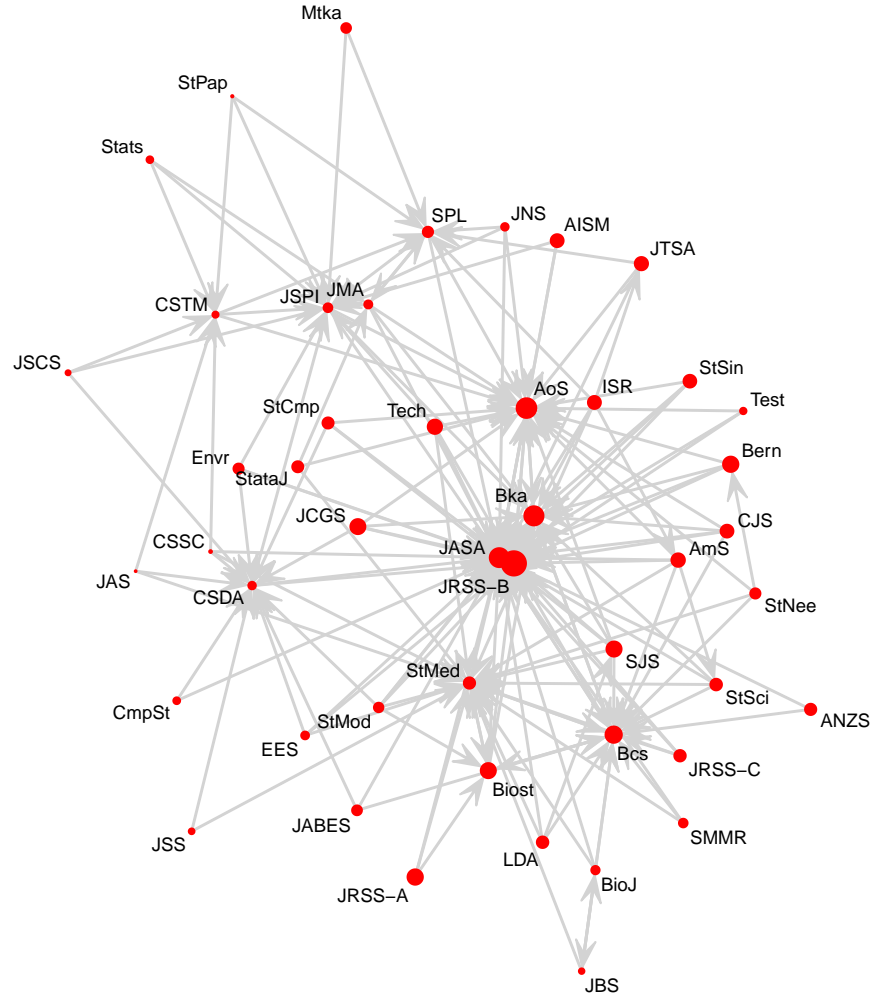 Mtka
StPap
Stats
SPL
JNS
AISM
JTSA
CSTM
JSPI
JMA
JSCS
StSin
AoS
ISR
Test
StCmp
Tech
Envr
StataJ
Bern
Bka
JCGS
CJS
CSSC
JASA
AmS
JAS
CSDA
JRSS−B
StNee
StMed
SJS
CmpSt
StMod
StSci
ANZS
EES
Bcs
JRSS−C
Biost
JSS
JABES
SMMR
LDA
JRSS−A
BioJ
JBS